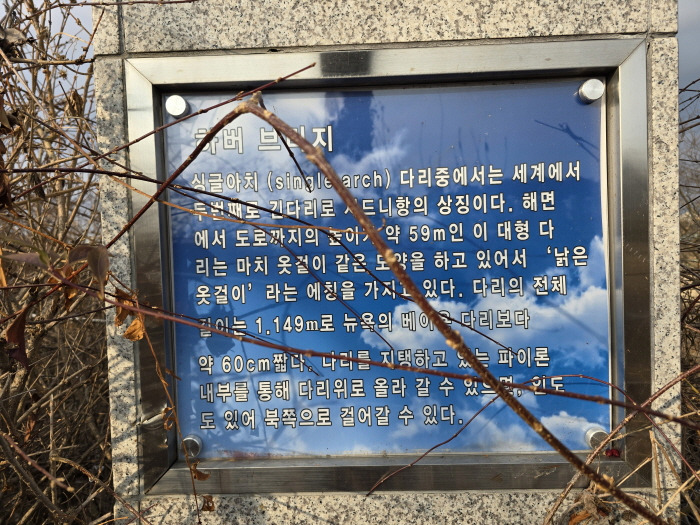 하버 브리지
싱글아치 (single arch) 다리중에서는 세계에서
두번째로 긴다리로 시드니항의 상징이다. 해면
에서 도로까지의 높이가 약 59m인 이 대형 다
리는 마치 옷걸이 같은 모양을 하고 있어서 ‘낡은
옷걸이’ 라는 애칭을 가지고 있다. 다리의 전체
길이는 1.149m로 뉴욕의 베이욘 다리보다
약 60cm짧다. 다리를 지택하고 있는 파이론
내부를 통해 다리위로 올라 갈 수 있으며, 인도
도 있어 북쪽으로 걸어갈 수 있다.